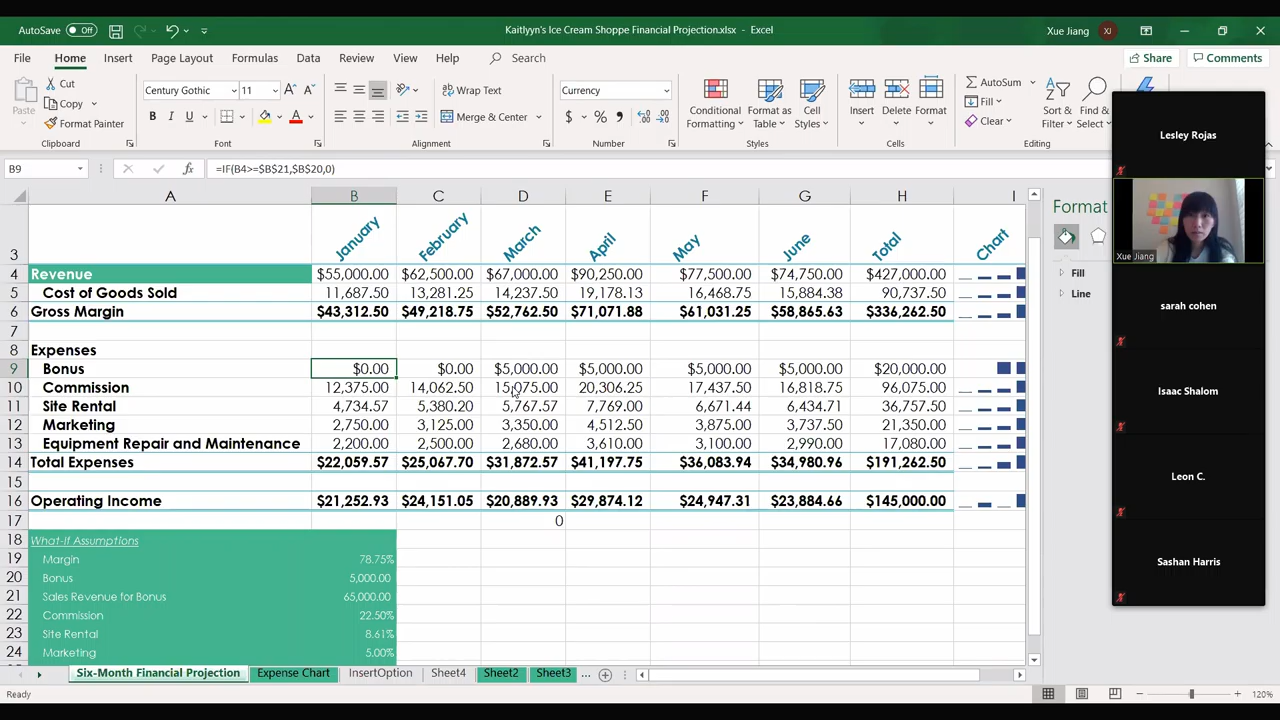 AutoSave Off
Kaitlyyn's Ice Cream Shoppe Financial Projection.xlsx - Excel
Xue Jiang XJ
File Home Insert Page Layout Formulas Data Review View Help Search
Share Comments
Cut
Copy
Format Painter
Paste
Clipboard
Century Gothic 11
B I U
Font
Wrap Text
Merge & Center
Alignment
Currency
$ % ,
Number
Conditional Formatting
Format as Table
Cell Styles
Styles
Insert Delete Format
Cells
AutoSum
Fill
Clear
Sort & Filter
Find & Select
Editing
B9 fx =IF(B4>=$B$21,$B$20,0)
A B C D E F G H I
3 January February March April May June Total Chart
4 Revenue $55,000.00 $62,500.00 $67,000.00 $90,250.00 $77,500.00 $74,750.00 $427,000.00
5 Cost of Goods Sold 11,687.50 13,281.25 14,237.50 19,178.13 16,468.75 15,884.38 90,737.50
6 Gross Margin $43,312.50 $49,218.75 $52,762.50 $71,071.88 $61,031.25 $58,865.63 $336,262.50
7
8 Expenses
9 Bonus $0.00 $0.00 $5,000.00 $5,000.00 $5,000.00 $5,000.00 $20,000.00
10 Commission 12,375.00 14,062.50 15,075.00 20,306.25 17,437.50 16,818.75 96,075.00
11 Site Rental 4,734.57 5,380.20 5,767.57 7,769.00 6,671.44 6,434.71 36,757.50
12 Marketing 2,750.00 3,125.00 3,350.00 4,512.50 3,875.00 3,737.50 21,350.00
13 Equipment Repair and Maintenance 2,200.00 2,500.00 2,680.00 3,610.00 3,100.00 2,990.00 17,080.00
14 Total Expenses $22,059.57 $25,067.70 $31,872.57 $41,197.75 $36,083.94 $34,980.96 $191,262.50
15
16 Operating Income $21,252.93 $24,151.05 $20,889.93 $29,874.12 $24,947.31 $23,884.66 $145,000.00
17 0
18 What-If Assumptions
19 Margin 78.75%
20 Bonus 5,000.00
21 Sales Revenue for Bonus 65,000.00
22 Commission 22.50%
23 Site Rental 8.61%
24 Marketing 5.00%
Format
Fill
Line
Lesley Rojas
Xue Jiang
sarah cohen
Isaac Shalom
Leon C.
Sashan Harris
Six-Month Financial Projection Expense Chart InsertOption Sheet4 Sheet2 Sheet3 ...
Ready
120%